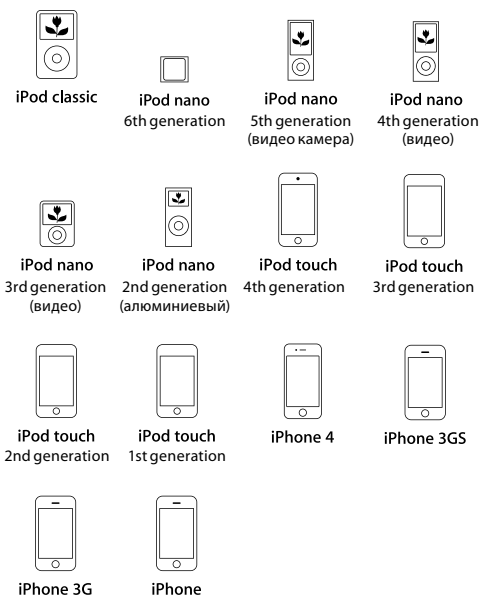 iPod classic
iPod nano
6th generation
iPod nano
5th generation
(видео камера)
iPod nano
4th generation
(видео)
iPod nano
3rd generation
(видео)
iPod nano
2nd generation
(алюминиевый)
iPod touch
4th generation
iPod touch
3rd generation
iPod touch
2nd generation
iPod touch
1st generation
iPhone 4
iPhone 3GS
iPhone 3G
iPhone